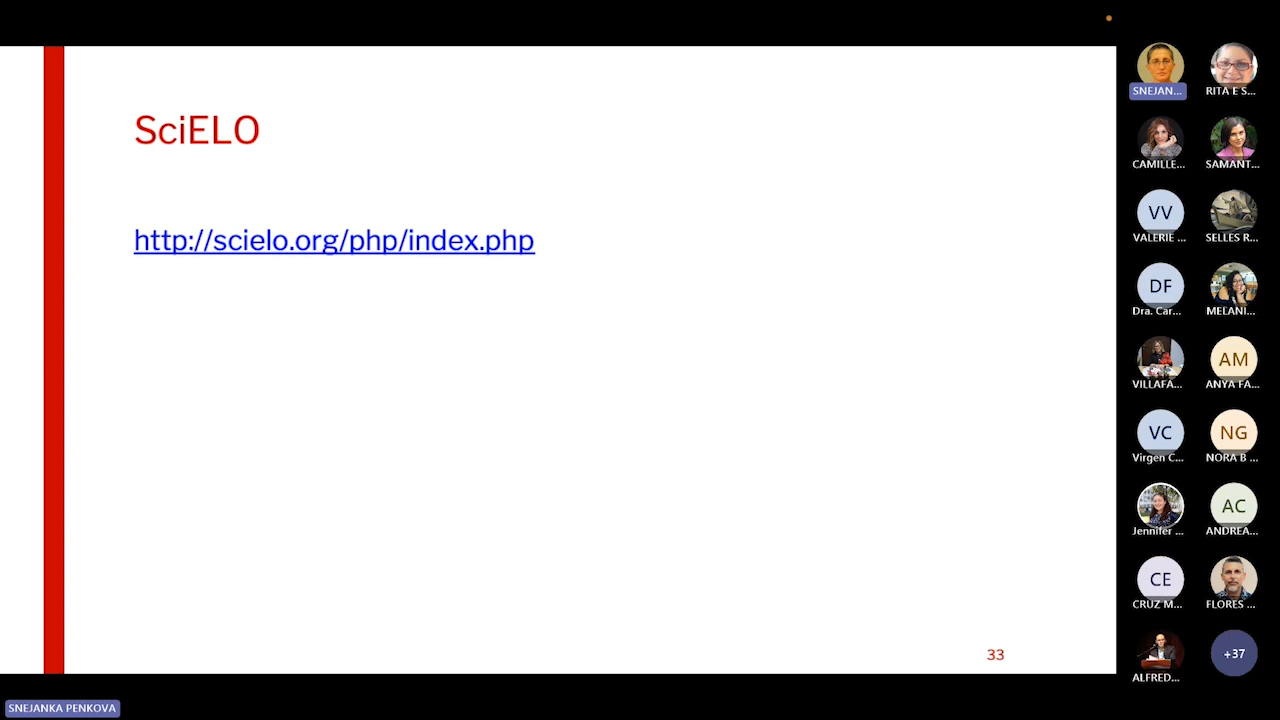 SciELO
http://scielo.org/php/index.php
33
SNEJAN...
RITA E S...
CAMILLE...
SAMANT...
VV
VALERIE ...
SELLES R...
DF
Dra. Car...
MELANI...
VILLAFA...
AM
ANYA FA...
VC
Virgen C...
NG
NORA B ...
Jennifer ...
AC
ANDREA...
CE
CRUZ M...
FLORES ...
ALFRED...
+37
SNEJANKA PENKOVA